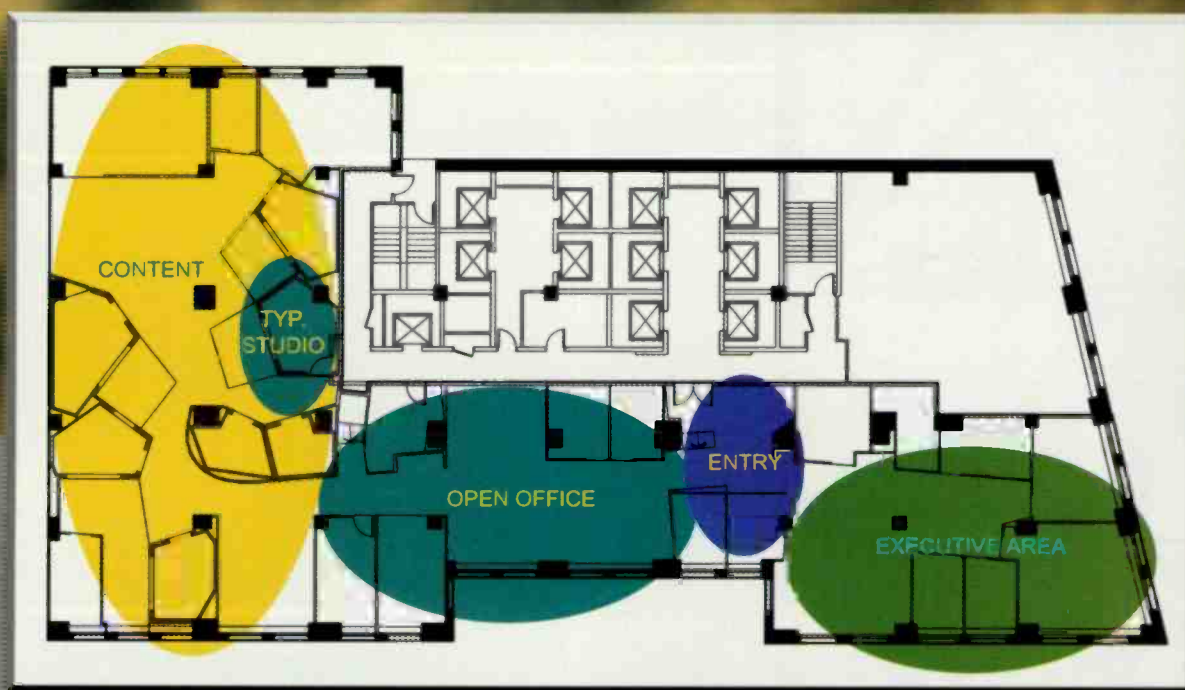 CONTENT
TYP.
STUDIO
OPEN OFFICE
ENTRY
EXECUTIVE AREA